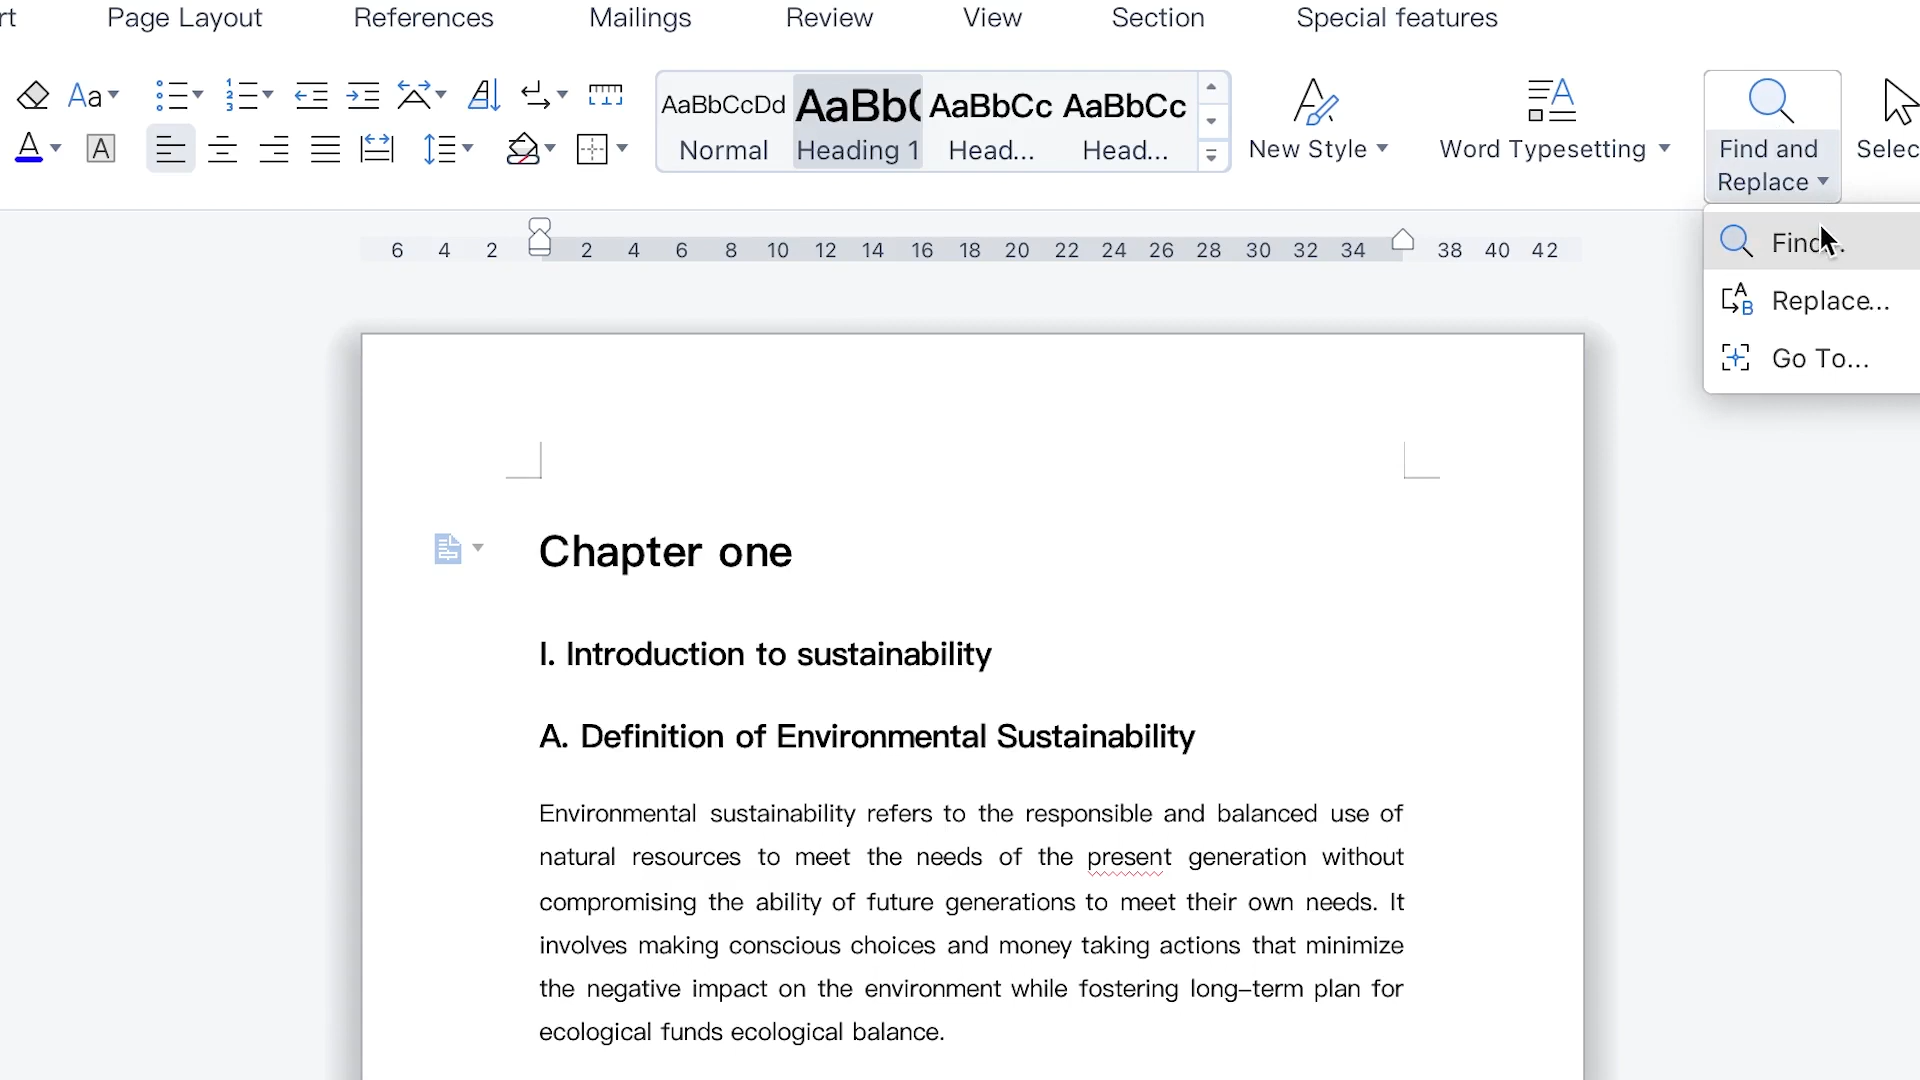 rt Page Layout References Mailings Review View Section Special features
Aa
AaBbCcDd AaBb( AaBbCc AaBbCc
A A
Normal Heading 1 Head... Head... New Style Word Typesetting Find and Replace Selec
6 4 2 2 4 6 8 10 12 14 16 18 20 22 24 26 28 30 32 34 38 40 42
Find...
Replace...
Go To...
Chapter one
I. Introduction to sustainability
A. Definition of Environmental Sustainability
Environmental sustainability refers to the responsible and balanced use of
natural resources to meet the needs of the present generation without
compromising the ability of future generations to meet their own needs. It
involves making conscious choices and money taking actions that minimize
the negative impact on the environment while fostering long–term plan for
ecological funds ecological balance.